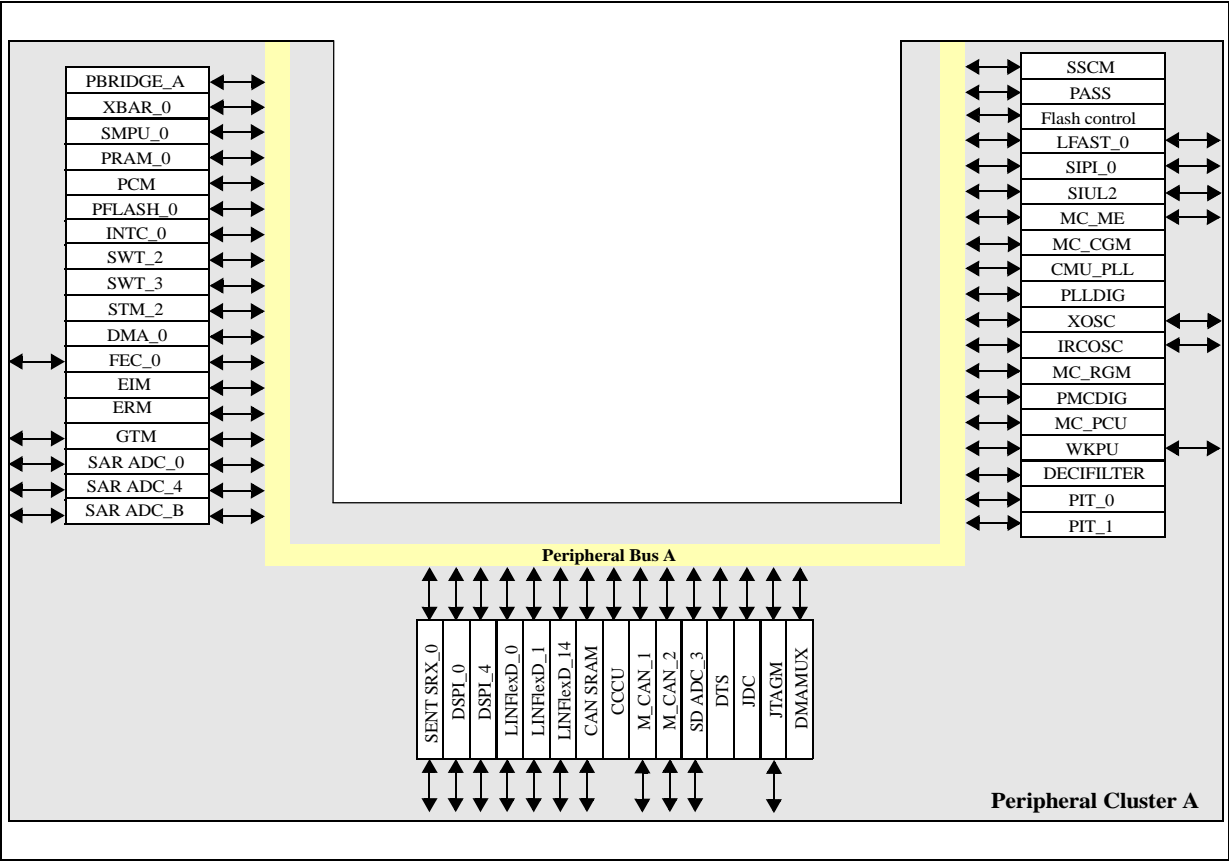 PBRIDGE_A
XBAR_0
SMPU_0
PRAM_0
PCM
PFLASH_0
INTC_0
SWT_2
SWT_3
STM_2
DMA_0
FEC_0
EIM
ERM
GTM
SAR ADC_0
SAR ADC_4
SAR ADC_B
SSCM
PASS
Flash control
LFAST_0
SIPI_0
SIUL2
MC_ME
MC_CGM
CMU_PLL
PLLDIG
XOSC
IRCOSC
MC_RGM
PMCDIG
MC_PCU
WKPU
DECIFILTER
PIT_0
PIT_1
Peripheral Bus A
SENT SRX_0
DSPI_0
DSPI_4
LINFlexD_0
LINFlexD_1
LINFlexD_14
CAN SRAM
CCCU
M_CAN_1
M_CAN_2
SD ADC_3
DTS
JDC
JTAGM
DMAMUX
Peripheral Cluster A